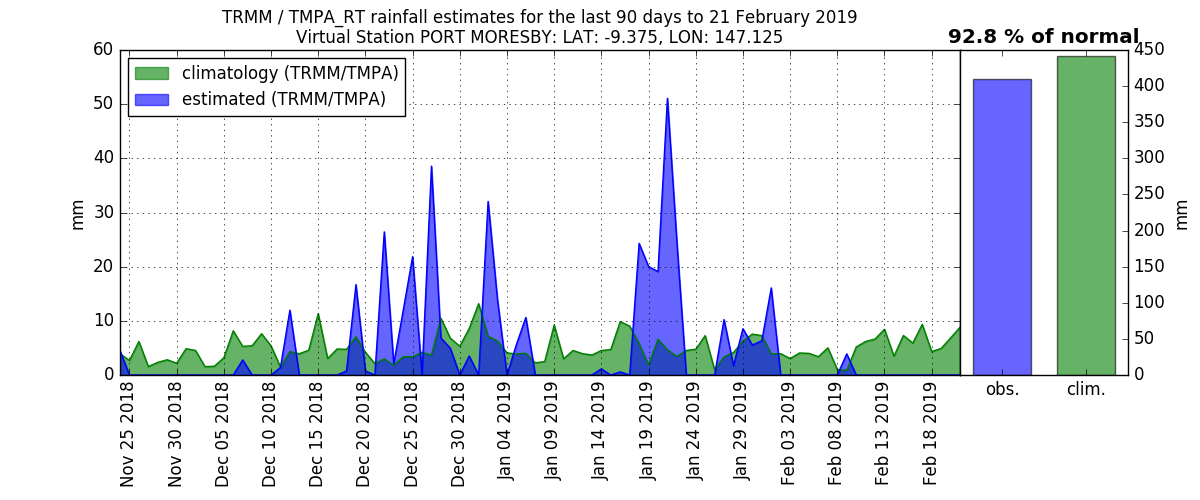 TRMM / TMPA_RT rainfall estimates for the last 90 days to 21 February 2019
Virtual Station PORT MORESBY: LAT: -9.375, LON: 147.125
92.8 % of normal
climatology (TRMM/TMPA)
estimated (TRMM/TMPA)
60
50
40
30
20
10
0
mm
Nov 25 2018
Nov 30 2018
Dec 05 2018
Dec 10 2018
Dec 15 2018
Dec 20 2018
Dec 25 2018
Dec 30 2018
Jan 04 2019
Jan 09 2019
Jan 14 2019
Jan 19 2019
Jan 24 2019
Jan 29 2019
Feb 03 2019
Feb 08 2019
Feb 13 2019
Feb 18 2019
450
400
350
300
250
200
150
100
50
0
mm
obs.
clim.